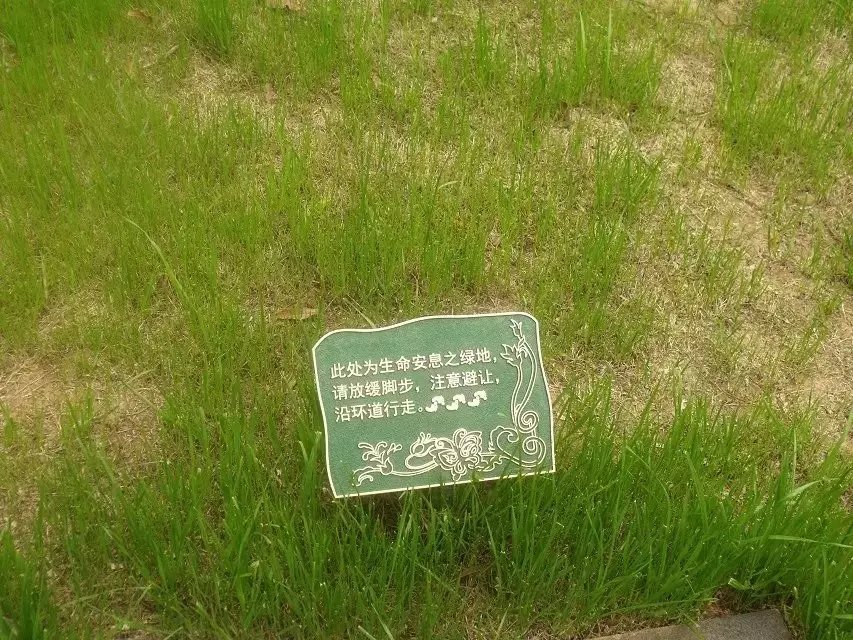 此处为生命安息之绿地，
请放缓脚步，注意避让，
沿环道行走。